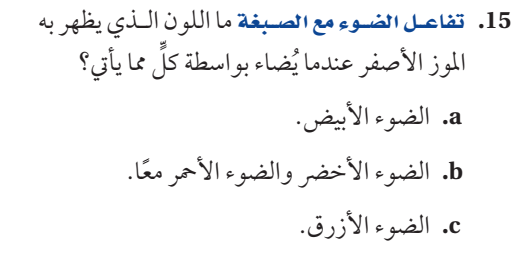 15. تفاعل الضوء مع الصبغة ما اللون الذي يظهر به
الموز الأصفر عندما يُضاء بواسطة كلٍّ مما يأتي؟
a. الضوء الأبيض.
b. الضوء الأخضر والضوء الأحمر معًا.
c. الضوء الأزرق.